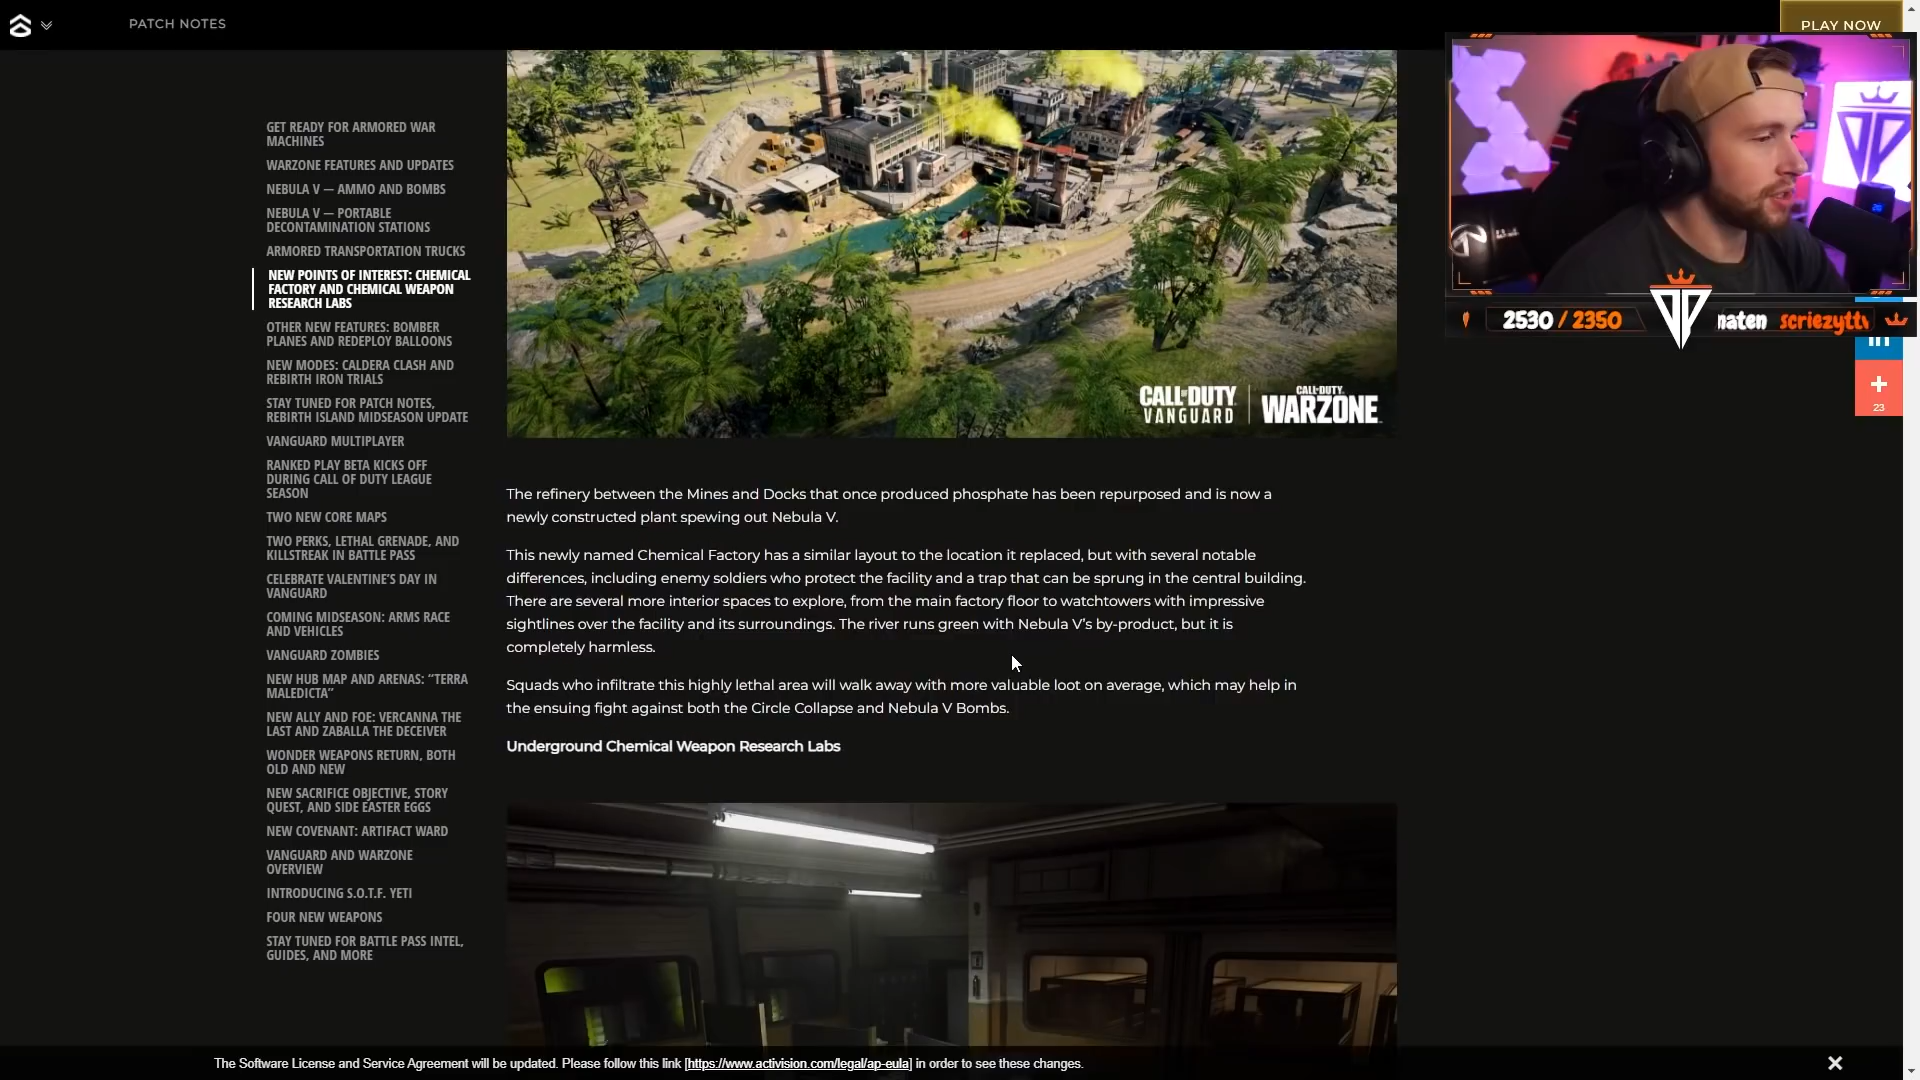 PATCH NOTES
PLAY NOW
GET READY FOR ARMORED WAR
MACHINES
WARZONE FEATURES AND UPDATES
NEBULA V — AMMO AND BOMBS
NEBULA V — PORTABLE
DECONTAMINATION STATIONS
ARMORED TRANSPORTATION TRUCKS
NEW POINTS OF INTEREST: CHEMICAL
FACTORY AND CHEMICAL WEAPON
RESEARCH LABS
OTHER NEW FEATURES: BOMBER
PLANES AND REDEPLOY BALLOONS
NEW MODES: CALDERA CLASH AND
REBIRTH IRON TRIALS
STAY TUNED FOR PATCH NOTES,
REBIRTH ISLAND MIDSEASON UPDATE
VANGUARD MULTIPLAYER
RANKED PLAY BETA KICKS OFF
DURING CALL OF DUTY LEAGUE
SEASON
TWO NEW CORE MAPS
TWO PERKS, LETHAL GRENADE, AND
KILLSTREAK IN BATTLE PASS
CELEBRATE VALENTINE'S DAY IN
VANGUARD
COMING MIDSEASON: ARMS RACE
AND VEHICLES
VANGUARD ZOMBIES
NEW HUB MAP AND ARENAS: “TERRA
MALEDICTA”
NEW ALLY AND FOE: VERCANNA THE
LAST AND ZABALLA THE DECEIVER
WONDER WEAPONS RETURN, BOTH
OLD AND NEW
NEW SACRIFICE OBJECTIVE, STORY
QUEST, AND SIDE EASTER EGGS
NEW COVENANT: ARTIFACT WARD
VANGUARD AND WARZONE
OVERVIEW
INTRODUCING S.O.T.F. YETI
FOUR NEW WEAPONS
STAY TUNED FOR BATTLE PASS INTEL,
GUIDES, AND MORE
CALL OF DUTY
VANGUARD
CALL OF DUTY
WARZONE
2530 / 2350
naten scriezyttv
in
+
23
The refinery between the Mines and Docks that once produced phosphate has been repurposed and is now a
newly constructed plant spewing out Nebula V.
This newly named Chemical Factory has a similar layout to the location it replaced, but with several notable
differences, including enemy soldiers who protect the facility and a trap that can be sprung in the central building.
There are several more interior spaces to explore, from the main factory floor to watchtowers with impressive
sightlines over the facility and its surroundings. The river runs green with Nebula V's by-product, but it is
completely harmless.
Squads who infiltrate this highly lethal area will walk away with more valuable loot on average, which may help in
the ensuing fight against both the Circle Collapse and Nebula V Bombs.
Underground Chemical Weapon Research Labs
The Software License and Service Agreement will be updated. Please follow this link [https://www.activision.com/legal/ap-eula] in order to see these changes.